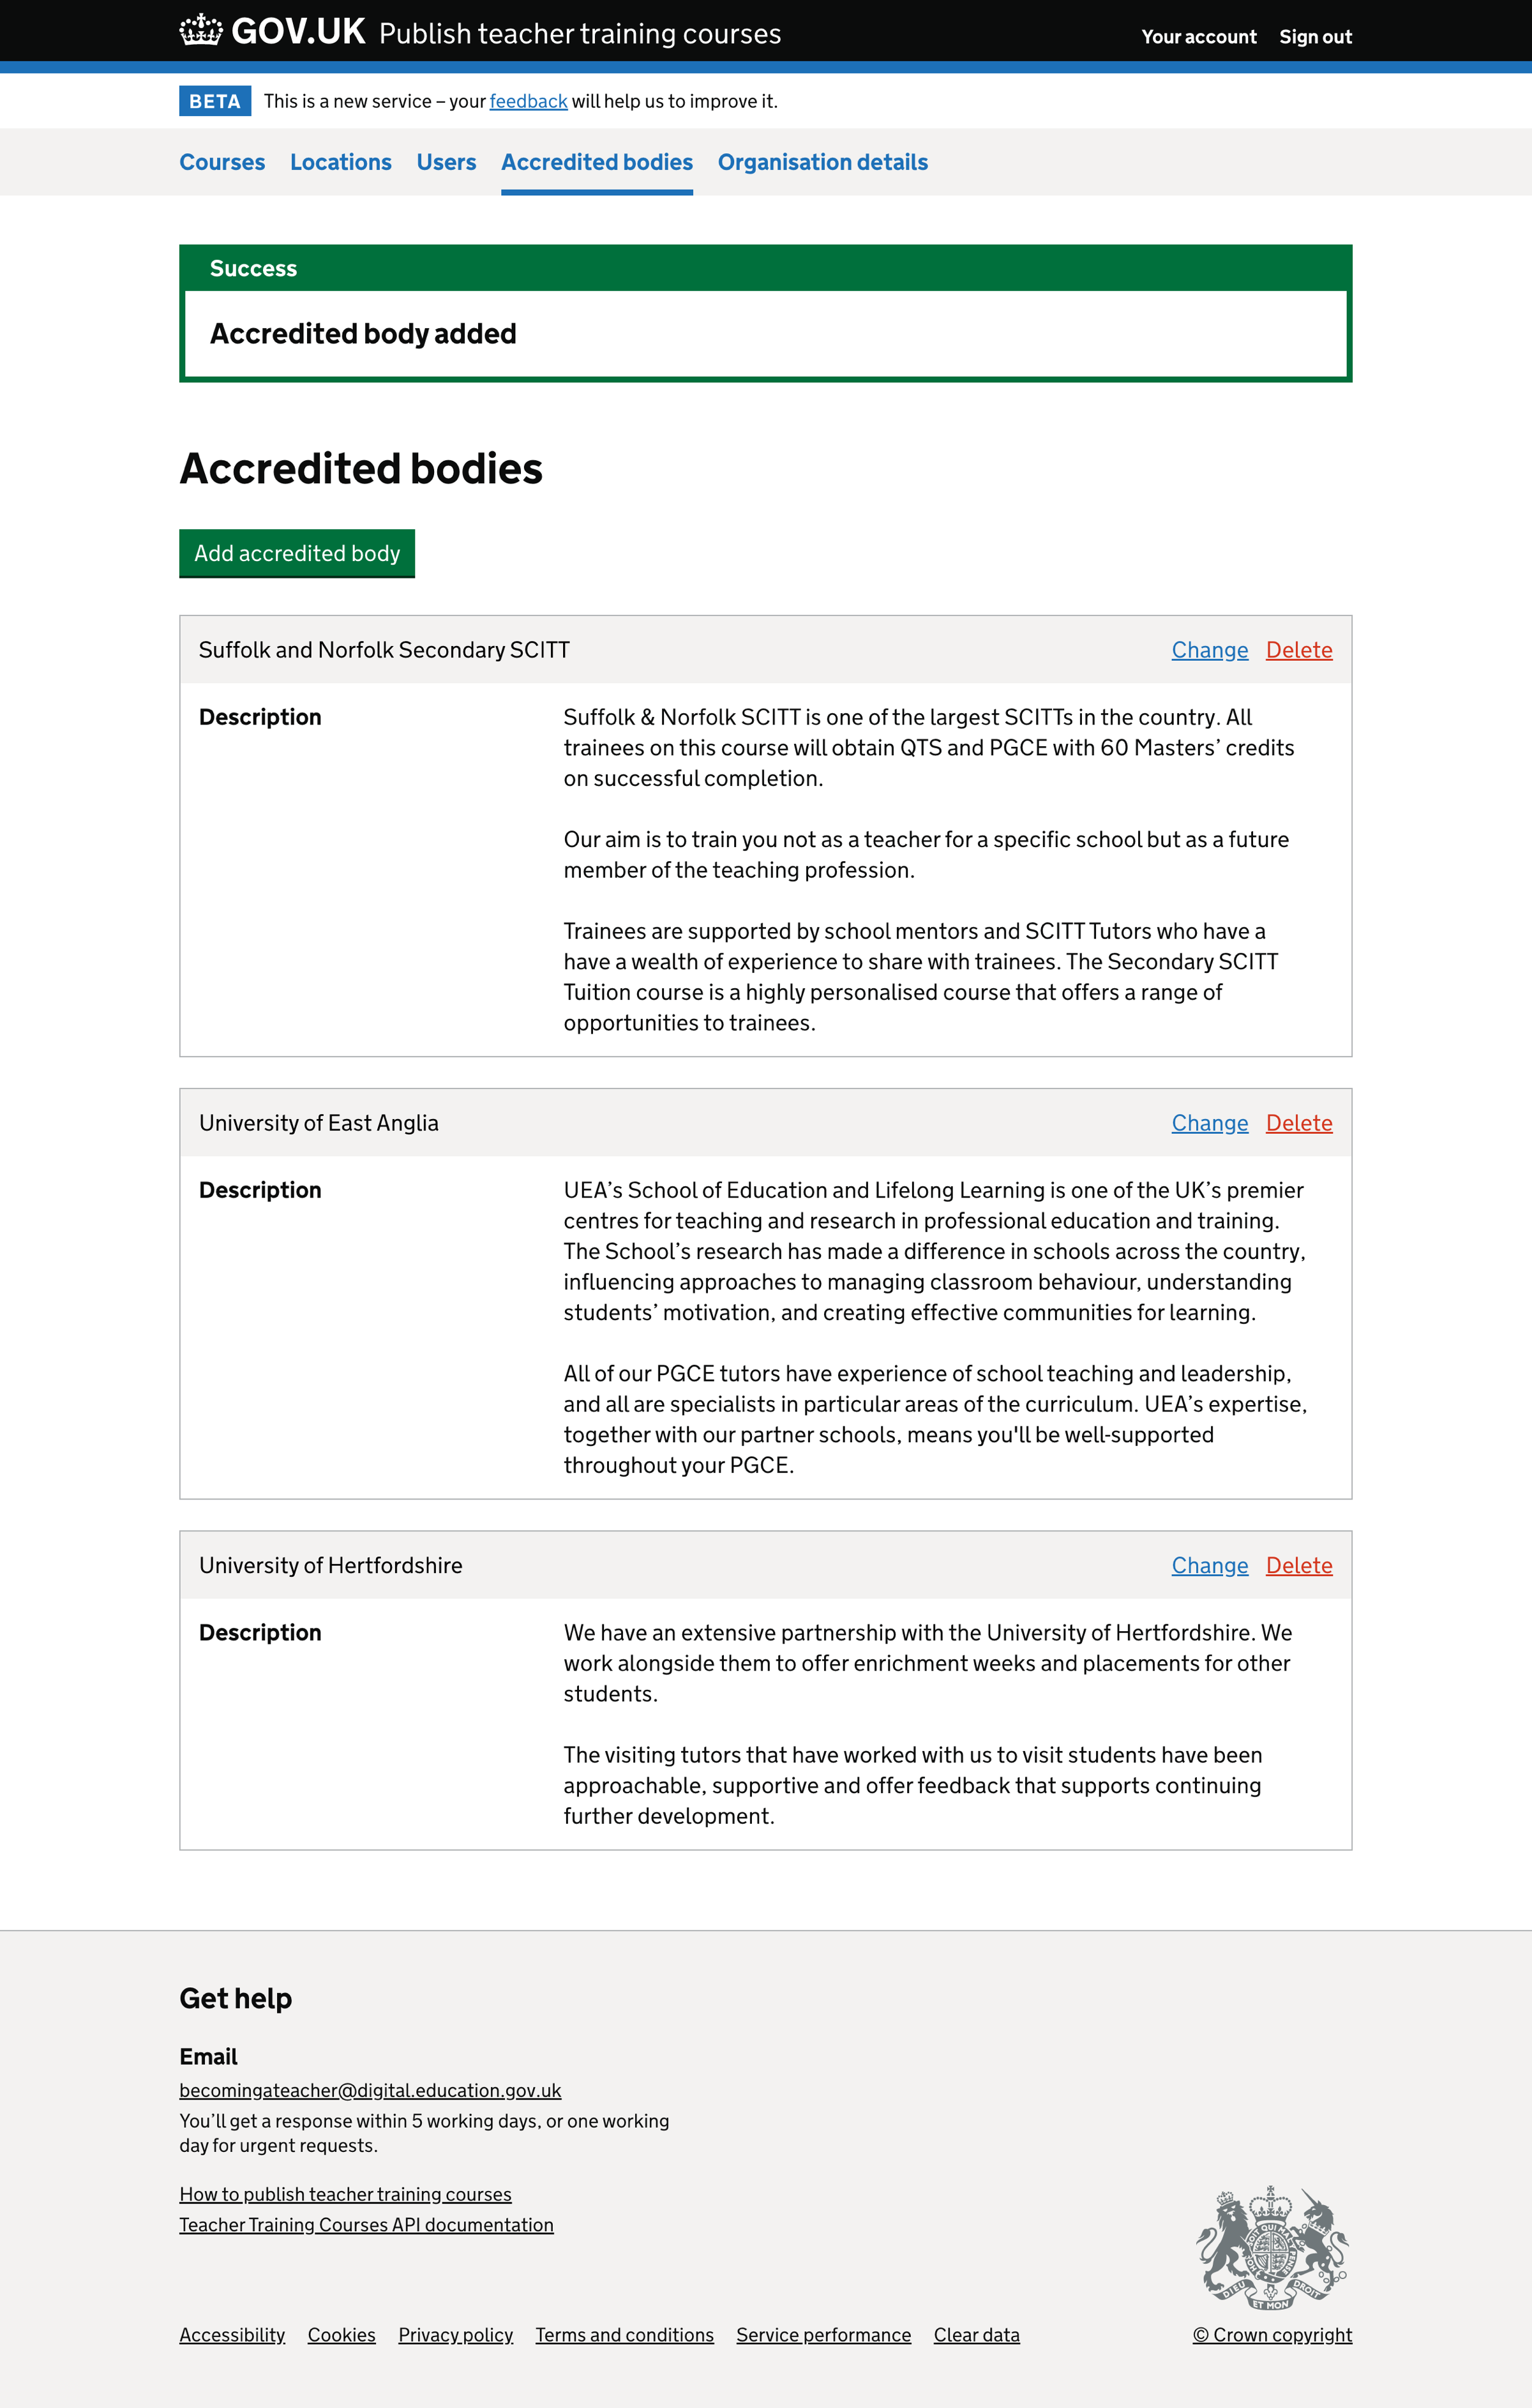 GOV.UK Publish teacher training courses
Your account Sign out
BETA This is a new service – your feedback will help us to improve it.
Courses Locations Users Accredited bodies Organisation details
Success
Accredited body added
Accredited bodies
Add accredited body
Suffolk and Norfolk Secondary SCITT Change Delete
Description
Suffolk & Norfolk SCITT is one of the largest SCITTs in the country. All
trainees on this course will obtain QTS and PGCE with 60 Masters’ credits
on successful completion.
Our aim is to train you not as a teacher for a specific school but as a future
member of the teaching profession.
Trainees are supported by school mentors and SCITT Tutors who have a
have a wealth of experience to share with trainees. The Secondary SCITT
Tuition course is a highly personalised course that offers a range of
opportunities to trainees.
University of East Anglia Change Delete
Description
UEA’s School of Education and Lifelong Learning is one of the UK’s premier
centres for teaching and research in professional education and training.
The School’s research has made a difference in schools across the country,
influencing approaches to managing classroom behaviour, understanding
students’ motivation, and creating effective communities for learning.
All of our PGCE tutors have experience of school teaching and leadership,
and all are specialists in particular areas of the curriculum. UEA’s expertise,
together with our partner schools, means you'll be well-supported
throughout your PGCE.
University of Hertfordshire Change Delete
Description
We have an extensive partnership with the University of Hertfordshire. We
work alongside them to offer enrichment weeks and placements for other
students.
The visiting tutors that have worked with us to visit students have been
approachable, supportive and offer feedback that supports continuing
further development.
Get help
Email
becomingateacher@digital.education.gov.uk
You’ll get a response within 5 working days, or one working
day for urgent requests.
How to publish teacher training courses
Teacher Training Courses API documentation
DIEU ET MON DROIT
Accessibility Cookies Privacy policy Terms and conditions Service performance Clear data
© Crown copyright